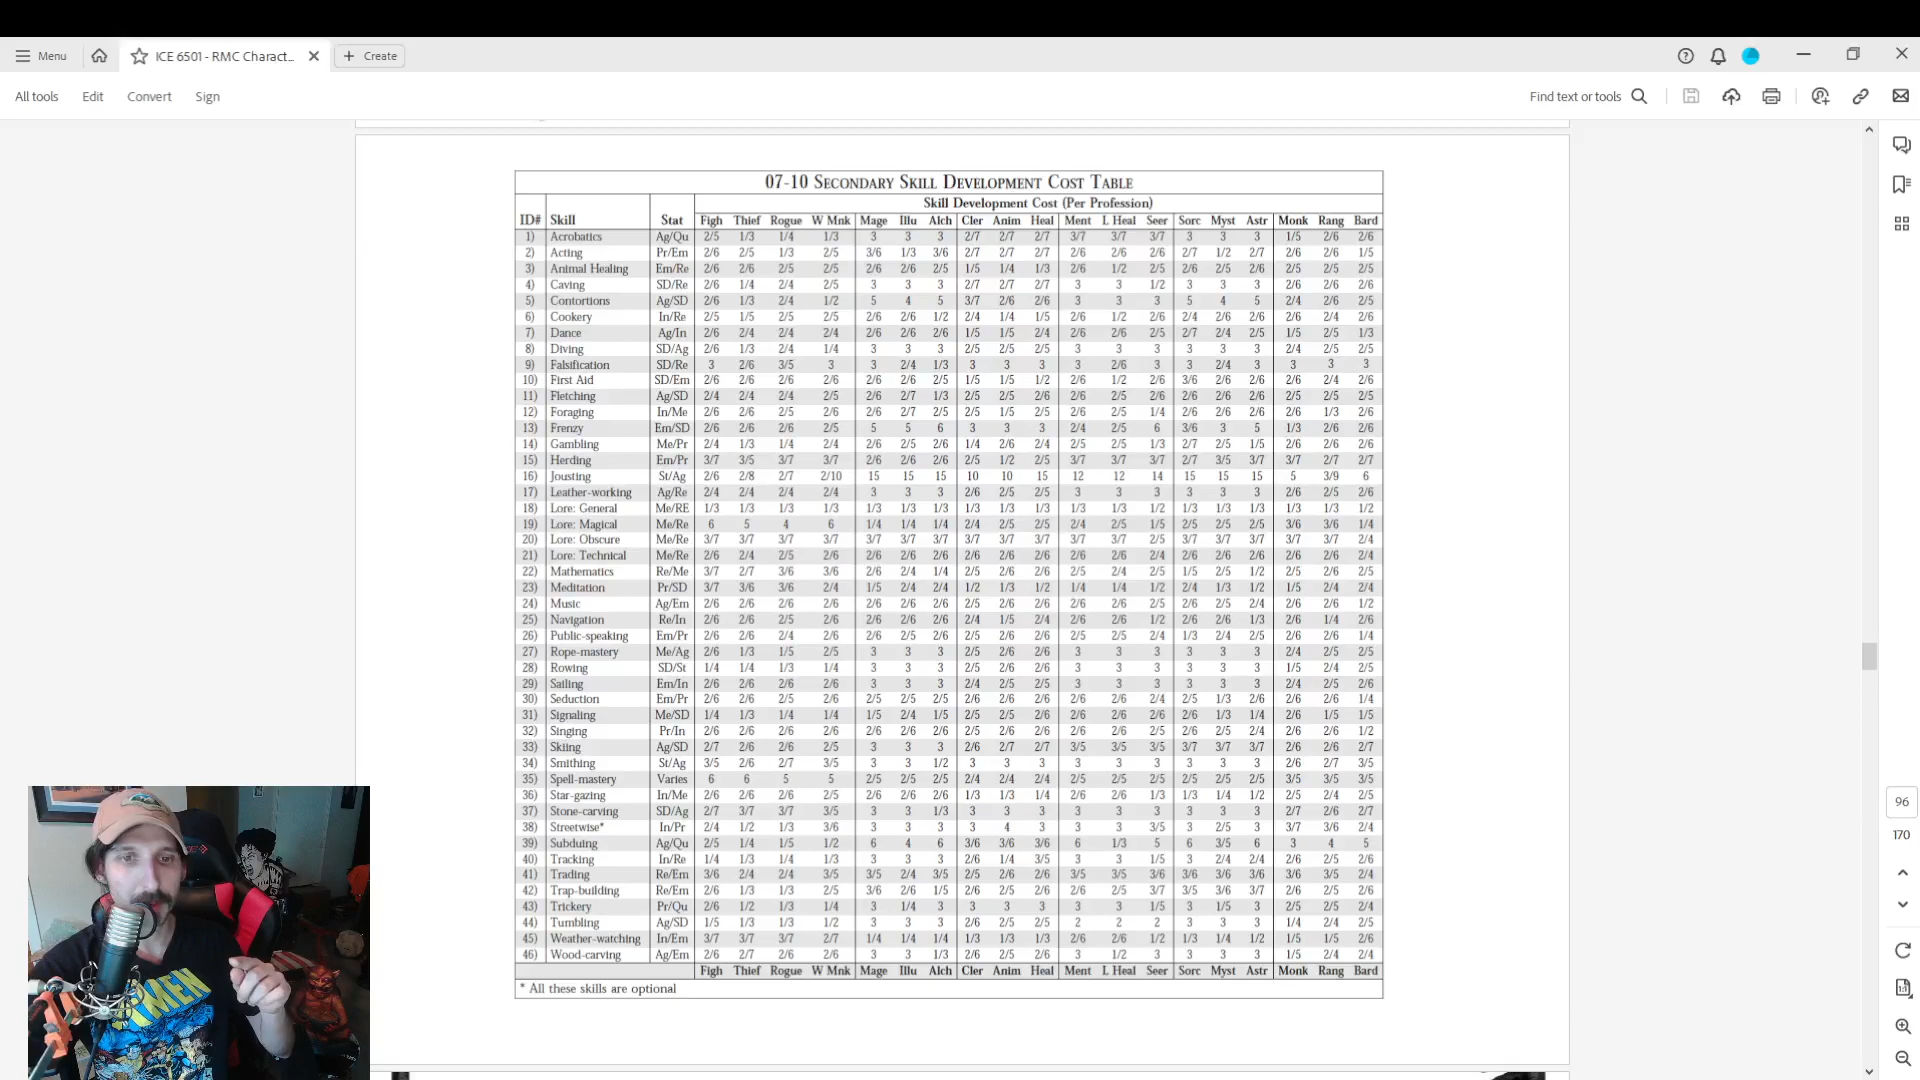 Menu
ICE 6501 - RMC Charact...
Create
All tools Edit Convert Sign
Find text or tools
07-10 SECONDARY SKILL DEVELOPMENT COST TABLE
Skill Development Cost (Per Profession)
ID# Skill Stat Figh Thief Rogue W Mnk Mage Illu Alch Cler Anim Heal Ment L Heal Seer Sorc Myst Astr Monk Rang Bard
1) Acrobatics Ag/Qu 2/5 1/3 1/4 1/3 3 3 3 2/7 2/7 2/7 3/7 3/7 3/7 3 3 3 1/5 2/6 2/6
2) Acting Pr/Em 2/6 2/5 1/3 2/5 3/6 1/3 3/6 2/7 2/7 2/7 2/6 2/6 2/6 2/7 1/2 2/7 2/6 2/6 1/5
3) Animal Healing Em/Re 2/6 2/6 2/5 2/5 2/6 2/6 2/5 1/5 1/4 1/3 2/6 1/2 2/5 2/6 2/5 2/6 2/5 2/5 2/5
4) Caving SD/Re 2/6 1/4 2/4 2/5 3 3 3 2/7 2/7 2/7 3 3 1/2 3 3 3 2/6 2/6 2/6
5) Contortions Ag/SD 2/6 1/3 2/4 1/2 5 4 5 3/7 2/6 2/6 3 3 3 5 4 5 2/4 2/6 2/5
6) Cookery In/Re 2/5 1/5 2/5 2/5 2/6 2/6 1/2 2/4 1/4 1/5 2/6 1/2 2/6 2/4 2/6 2/6 2/6 2/4 2/6
7) Dance Ag/In 2/6 2/4 2/4 2/4 2/6 2/6 2/6 1/5 1/5 2/4 2/6 2/6 2/5 2/7 2/4 2/5 1/5 2/5 1/3
8) Diving SD/Ag 2/6 1/3 2/4 1/4 3 3 3 2/5 2/5 2/5 3 3 3 3 3 3 2/4 2/5 2/5
9) Falsification SD/Re 3 2/6 3/5 3 3 2/4 1/3 3 3 3 3 2/6 3 3 2/4 3 3 3 3
10) First Aid SD/Em 2/6 2/6 2/6 2/6 2/6 2/6 2/5 1/5 1/5 1/2 2/6 1/2 2/6 3/6 2/6 2/6 2/6 2/4 2/6
11) Fletching Ag/SD 2/4 2/4 2/4 2/5 2/6 2/7 1/3 2/5 2/5 2/6 2/6 2/5 2/6 2/6 2/6 2/6 2/5 2/5 2/5
12) Foraging In/Me 2/6 2/6 2/5 2/6 2/6 2/7 2/5 2/5 1/5 2/5 2/6 2/5 1/4 2/6 2/6 2/6 2/6 1/3 2/6
13) Frenzy Em/SD 2/6 2/6 2/6 2/5 5 5 6 3 3 3 2/4 2/5 6 3/6 3 5 1/3 2/6 2/6
14) Gambling Me/Pr 2/4 1/3 1/4 2/4 2/6 2/5 2/6 1/4 2/6 2/4 2/5 2/5 1/3 2/7 2/5 1/5 2/6 2/6 2/6
15) Herding Em/Pr 3/7 3/5 3/7 3/7 2/6 2/6 2/6 2/5 1/2 2/5 3/7 3/7 3/7 2/7 3/5 3/7 3/7 2/7 2/7
16) Jousting St/Ag 2/6 2/8 2/7 2/10 15 15 15 10 10 15 12 12 14 15 15 15 5 3/9 6
17) Leather-working Ag/Re 2/4 2/4 2/4 2/4 3 3 3 2/6 2/5 2/5 3 3 3 3 3 3 2/6 2/5 2/6
18) Lore: General Me/RE 1/3 1/3 1/3 1/3 1/3 1/3 1/3 1/3 1/3 1/3 1/3 1/3 1/2 1/3 1/3 1/3 1/3 1/3 1/2
19) Lore: Magical Me/Re 6 5 4 6 1/4 1/4 1/4 2/4 2/5 2/5 2/4 2/5 1/5 2/5 2/5 2/5 3/6 3/6 1/4
20) Lore: Obscure Me/Re 3/7 3/7 3/7 3/7 3/7 3/7 3/7 3/7 3/7 3/7 3/7 3/7 2/5 3/7 3/7 3/7 3/7 3/7 2/4
21) Lore: Technical Me/Re 2/6 2/4 2/5 2/6 2/6 2/6 2/6 2/6 2/6 2/6 2/6 2/6 2/4 2/6 2/6 2/6 2/6 2/6 2/4
22) Mathematics Re/Me 3/7 2/7 3/6 3/6 2/6 2/4 1/4 2/5 2/6 2/6 2/5 2/4 2/5 1/5 2/5 1/2 2/5 2/6 2/5
23) Meditation Pr/SD 3/7 3/6 3/6 2/4 1/5 2/4 2/4 1/2 1/3 1/2 1/4 1/4 1/2 2/4 1/3 1/2 1/5 2/4 2/4
24) Music Ag/Em 2/6 2/6 2/6 2/6 2/6 2/6 2/6 2/5 2/6 2/6 2/6 2/6 2/5 2/6 2/5 2/4 2/6 2/6 1/2
25) Navigation Re/In 2/6 2/6 2/5 2/6 2/6 2/6 2/6 2/4 1/5 2/4 2/6 2/6 1/2 2/6 2/6 1/3 2/6 1/4 2/6
26) Public-speaking Em/Pr 2/6 2/6 2/4 2/6 2/6 2/5 2/6 2/5 2/6 2/6 2/5 2/5 2/4 1/3 2/4 2/5 2/6 2/6 1/4
27) Rope-mastery Me/Ag 2/6 1/3 1/5 2/5 3 3 3 2/5 2/6 2/6 3 3 3 3 3 3 2/4 2/5 2/5
28) Rowing SD/St 1/4 1/4 1/3 1/4 3 3 3 2/5 2/6 2/6 3 3 3 3 3 3 1/5 2/4 2/5
29) Sailing Em/In 2/6 2/6 2/6 2/6 3 3 3 2/4 2/5 2/5 3 3 3 3 3 3 2/4 2/5 2/6
30) Seduction Em/Pr 2/6 2/6 2/5 2/6 2/5 2/5 2/5 2/6 2/6 2/6 2/6 2/6 2/4 2/5 1/3 2/6 2/6 2/6 1/4
31) Signaling Me/SD 1/4 1/3 1/4 1/4 1/5 2/4 1/5 2/5 2/5 2/6 2/6 2/6 2/6 2/6 1/3 1/4 2/6 1/5 1/5
32) Singing Pr/In 2/6 2/6 2/6 2/6 2/6 2/6 2/6 2/5 2/6 2/6 2/6 2/6 2/5 2/6 2/5 2/4 2/6 2/6 1/2
33) Skiing Ag/SD 2/7 2/6 2/6 2/5 3 3 3 2/6 2/7 2/7 3/5 3/5 3/5 3/7 3/7 3/7 2/6 2/6 2/7
34) Smithing St/Ag 3/5 2/6 2/7 3/5 3 3 1/2 3 3 3 3 3 3 3 3 3 2/6 2/7 3/5
35) Spell-mastery Varies 6 6 5 5 2/5 2/5 2/5 2/4 2/4 2/4 2/5 2/5 2/5 2/5 2/5 2/5 3/5 3/5 3/5
36) Star-gazing In/Me 2/6 2/6 2/6 2/5 2/6 2/6 2/6 1/3 1/3 1/4 2/6 2/6 1/3 1/3 1/4 1/2 2/5 2/4 2/5
37) Stone-carving SD/Ag 2/7 3/7 3/7 3/5 3 3 1/3 3 3 3 3 3 3 3 3 3 2/7 2/6 2/7
38) Streetwise* In/Pr 2/4 1/2 1/3 3/6 3 3 3 3 4 3 3 3 3/5 3 2/5 3 3/7 3/6 2/4
39) Subduing Ag/Qu 2/5 1/4 1/5 1/2 6 4 6 3/6 3/6 3/6 6 1/3 5 6 3/5 6 3 4 5
40) Tracking In/Re 1/4 1/3 1/4 1/3 3 3 3 2/6 1/4 3/5 3 3 1/5 3 2/4 2/4 2/6 2/5 2/6
41) Trading Re/Em 3/6 2/4 2/4 3/5 3/5 2/4 3/5 2/5 2/6 2/6 3/5 3/5 3/6 3/6 3/6 3/6 3/6 3/5 2/4
42) Trap-building Re/Em 2/6 1/3 1/3 2/5 3/6 2/6 1/5 2/6 2/5 2/6 2/6 2/5 3/7 3/5 3/6 3/7 2/6 2/5 2/6
43) Trickery Pr/Qu 2/6 1/2 1/3 1/4 3 1/4 3 3 3 3 3 3 1/5 3 1/5 3 2/5 2/5 2/4
44) Tumbling Ag/SD 1/5 1/3 1/3 1/2 3 3 3 2/6 2/5 2/5 2 2 2 3 3 3 1/4 2/4 2/5
45) Weather-watching In/Em 3/7 3/7 3/7 2/7 1/4 1/4 1/4 1/3 1/3 1/3 2/6 2/6 1/2 1/3 1/4 1/2 1/5 1/5 2/6
46) Wood-carving Ag/Em 2/6 2/7 2/6 2/6 3 3 1/3 2/6 2/5 2/6 3 1/2 3 3 3 3 1/5 2/4 2/4
Figh Thief Rogue W Mnk Mage Illu Alch Cler Anim Heal Ment L Heal Seer Sorc Myst Astr Monk Rang Bard
* All these skills are optional
96
170